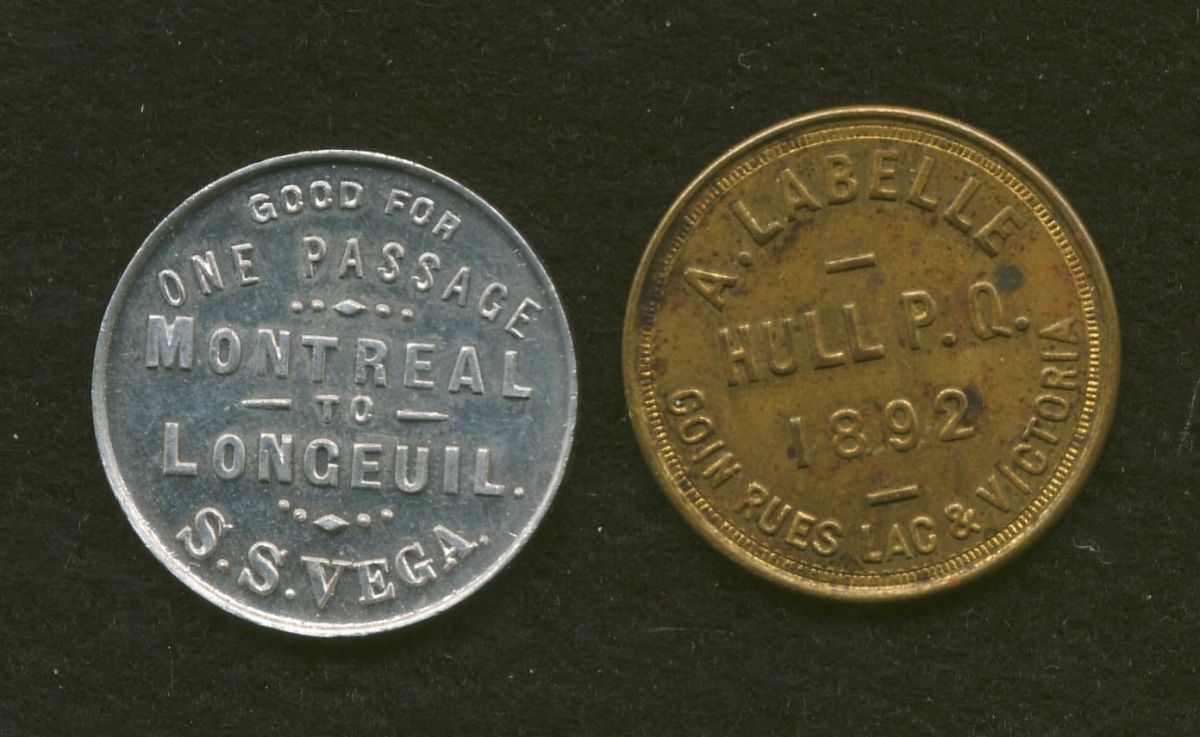 GOOD FOR
ONE PASSAGE
MONTREAL
TO
LONGEUIL.
S.S. VEGA.
A. LABELLE
HULL P.Q.
1892
COIN RUES LAC & VICTORIA